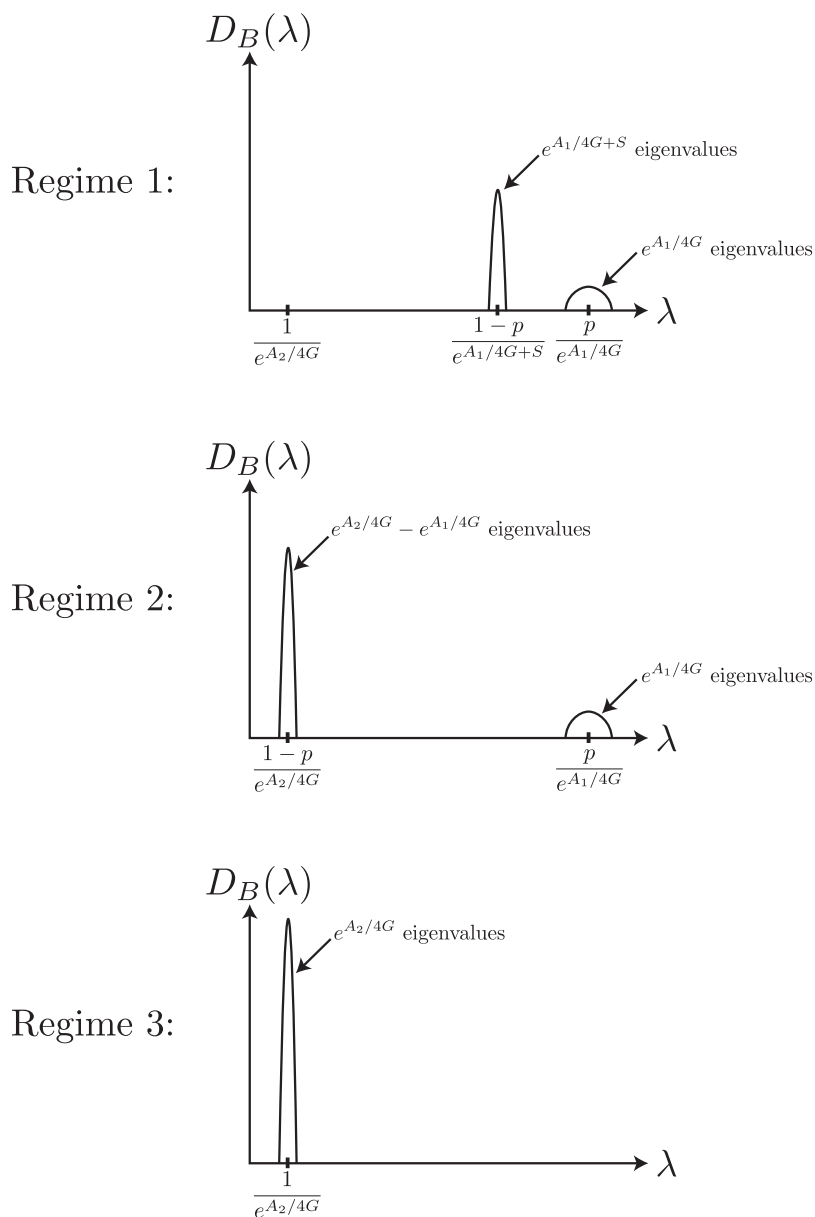 D_B(λ)
e^{A_1/4G+S} eigenvalues
Regime 1:
e^{A_1/4G} eigenvalues
λ
1/e^{A_2/4G} (1 − p)/e^{A_1/4G+S} p/e^{A_1/4G}
D_B(λ)
e^{A_2/4G} − e^{A_1/4G} eigenvalues
Regime 2:
e^{A_1/4G} eigenvalues
λ
(1 − p)/e^{A_2/4G} p/e^{A_1/4G}
D_B(λ)
e^{A_2/4G} eigenvalues
Regime 3:
λ
1/e^{A_2/4G}